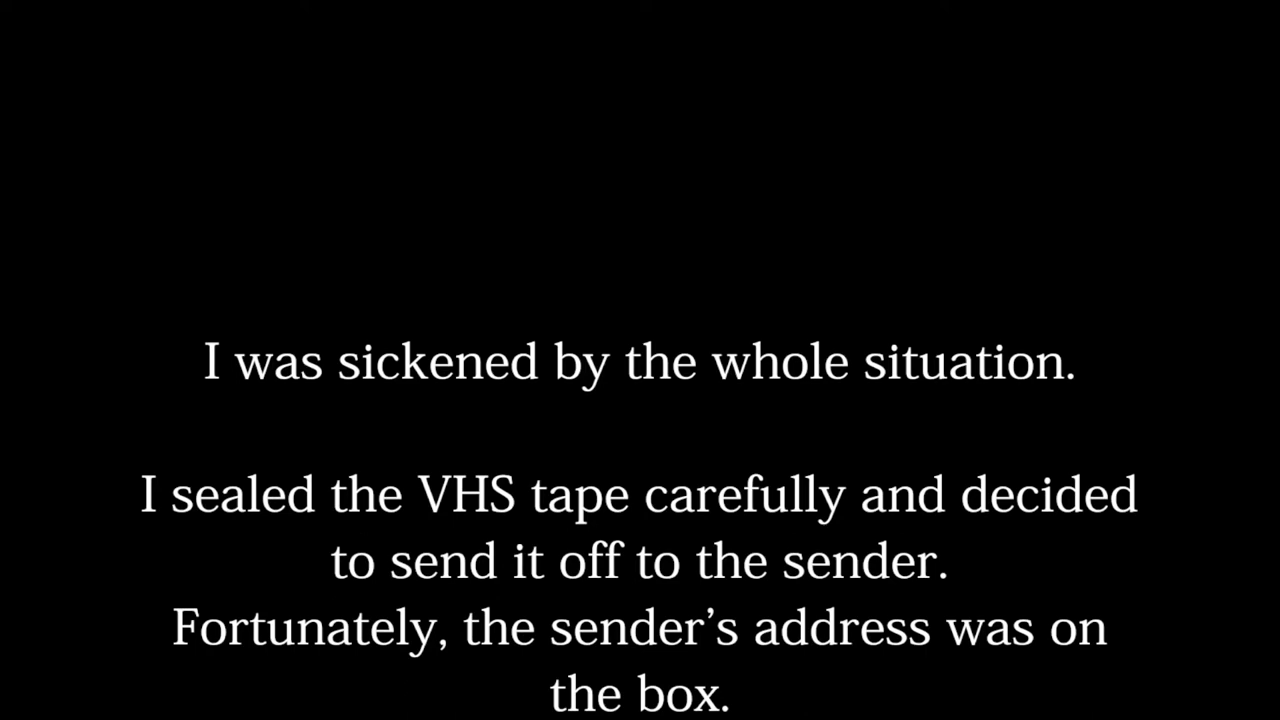 I was sickened by the whole situation.
I sealed the VHS tape carefully and decided
to send it off to the sender.
Fortunately, the sender’s address was on
the box.